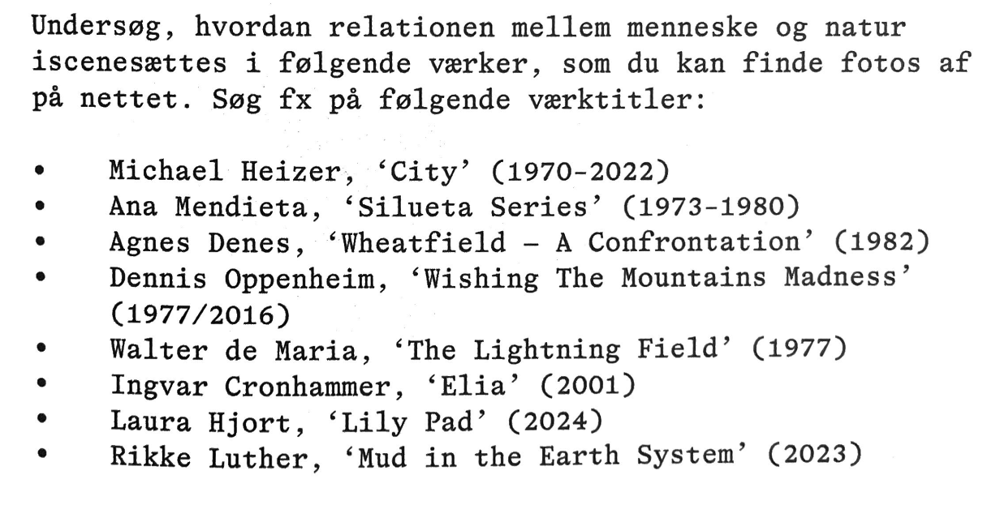 Undersøg, hvordan relationen mellem menneske og natur
iscenesættes i følgende værker, som du kan finde fotos af
på nettet. Søg fx på følgende værktitler:
• Michael Heizer, ‘City’ (1970-2022)
• Ana Mendieta, ‘Silueta Series’ (1973-1980)
• Agnes Denes, ‘Wheatfield – A Confrontation’ (1982)
• Dennis Oppenheim, ‘Wishing The Mountains Madness’
(1977/2016)
• Walter de Maria, ‘The Lightning Field’ (1977)
• Ingvar Cronhammer, ‘Elia’ (2001)
• Laura Hjort, ‘Lily Pad’ (2024)
• Rikke Luther, ‘Mud in the Earth System’ (2023)